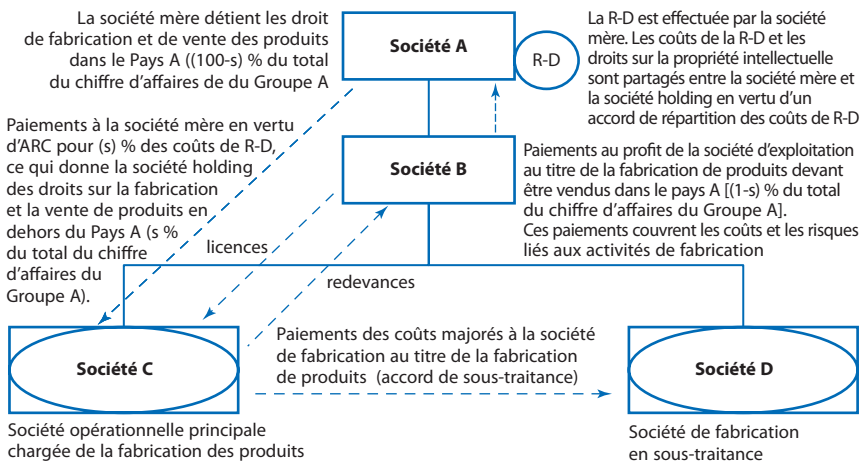 La société mère détient les droit
de fabrication et de vente des produits
dans le Pays A ((100-s) % du total
du chiffre d'affaires de du Groupe A
Société A
R-D
La R-D est effectuée par la société
mère. Les coûts de la R-D et les
droits sur la propriété intellectuelle
sont partagés entre la société mère et
la société holding en vertu d'un
accord de répartition des coûts de R-D
Paiements à la société mère en vertu
d'ARC pour (s) % des coûts de R-D,
ce qui donne la société holding
des droits sur la fabrication
et la vente de produits en
dehors du Pays A (s %
du total du chiffre
d'affaires du
Groupe A).
Société B
Paiements au profit de la société d'exploitation
au titre de la fabrication de produits devant
être vendus dans le pays A [(1-s) % du total
du chiffre d'affaires du Groupe A].
Ces paiements couvrent les coûts et les risques
liés aux activités de fabrication
licences
redevances
Société C
Paiements des coûts majorés à la société
de fabrication au titre de la fabrication
de produits (accord de sous-traitance)
Société D
Société opérationnelle principale
chargée de la fabrication des produits
Société de fabrication
en sous-traitance